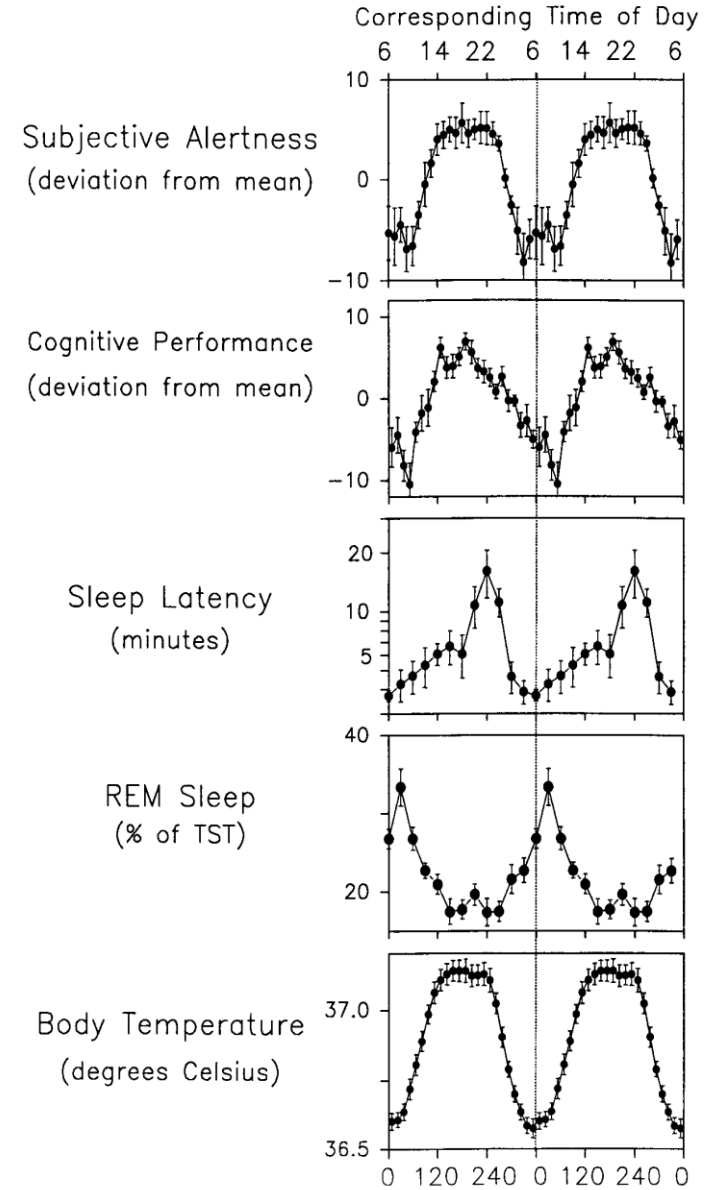 Corresponding Time of Day
6 14 22 6 14 22 6
10
Subjective Alertness
(deviation from mean)
0
-10
10
Cognitive Performance
(deviation from mean)
0
-10
20
Sleep Latency
10
(minutes)
5
40
REM Sleep
(% of TST)
20
Body Temperature
37.0
(degrees Celsius)
36.5
0 120 240 0 120 240 0